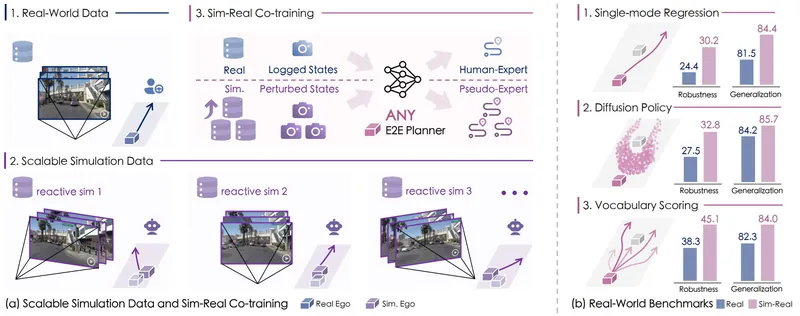 1. Real-World Data
3. Sim-Real Co-training
Real
Logged States
Human-Expert
Sim.
Perturbed States
Pseudo-Expert
ANY
E2E Planner
2. Scalable Simulation Data
reactive sim 1
reactive sim 2
reactive sim 3
(a) Scalable Simulation Data and Sim-Real Co-training
Real Ego
Sim. Ego
1. Single-mode Regression
24.4
30.2
81.5
84.4
Robustness
Generalization
2. Diffusion Policy
27.5
32.8
84.2
85.7
Robustness
Generalization
3. Vocabulary Scoring
38.3
45.1
82.3
84.0
Robustness
Generalization
(b) Real-World Benchmarks
Real
Sim-Real